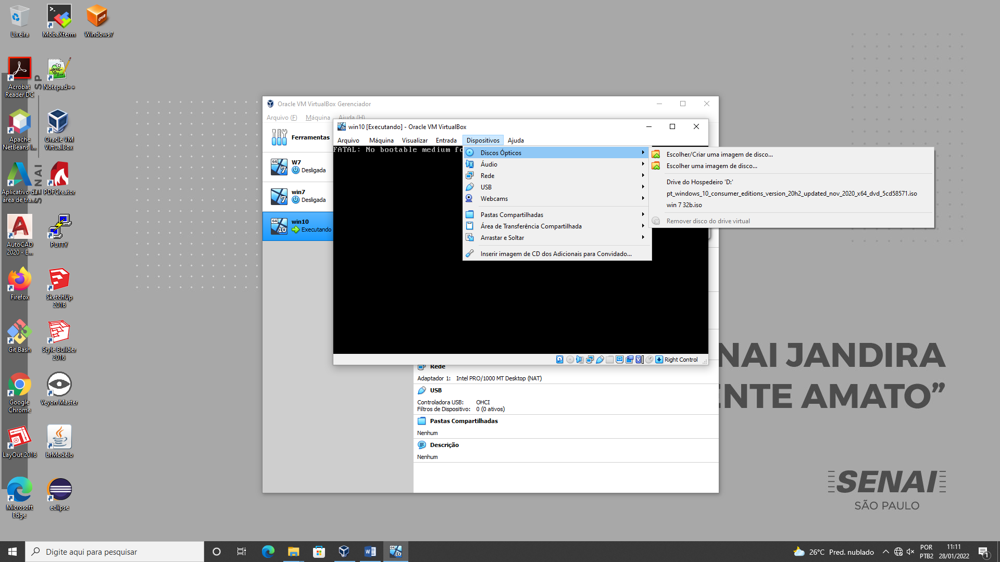 Lixeira
MobaXterm
Windows7
Acrobat
Reader DC
Notepad++
SP
SENAI
Apache
NetBeans I...
Oracle VM
VirtualBox
Aplicativo da
área de tra...
PDFCreator
AutoCAD
2020 - E...
PuTTY
Firefox
SketchUp
2016
Git Bash
Style Builder
2016
Google
Chrome
Veyon Master
LayOut 2016
brModelo
Microsoft
Edge
eclipse
Oracle VM VirtualBox Gerenciador
Arquivo (F) Máquina Ajuda (H)
Ferramentas
W7
Desligada
win7
Desligada
win10
Executando
win10 [Executando] - Oracle VM VirtualBox
Arquivo Máquina Visualizar Entrada Dispositivos Ajuda
FATAL: No bootable medium fo
Discos Ópticos
Áudio
Rede
USB
Webcams
Pastas Compartilhadas
Área de Transferência Compartilhada
Arrastar e Soltar
Inserir imagem de CD dos Adicionais para Convidado...
Escolher/Criar uma imagem de disco...
Escolher uma imagem de disco...
Drive do Hospedeiro 'D:'
pt_windows_10_consumer_editions_version_20h2_updated_nov_2020_x64_dvd_5cd58571.iso
win 7 32b.iso
Remover disco do drive virtual
Right Control
Rede
Adaptador 1: Intel PRO/1000 MT Desktop (NAT)
USB
Controladora USB: OHCI
Filtros de Dispositivo: 0 (0 ativos)
Pastas Compartilhadas
Nenhum
Descrição
Nenhum
NAI JANDIRA
ENTE AMATO”
SENAI
SÃO PAULO
Digite aqui para pesquisar
26°C Pred. nublado
POR
PTB2
11:11
28/01/2022
1